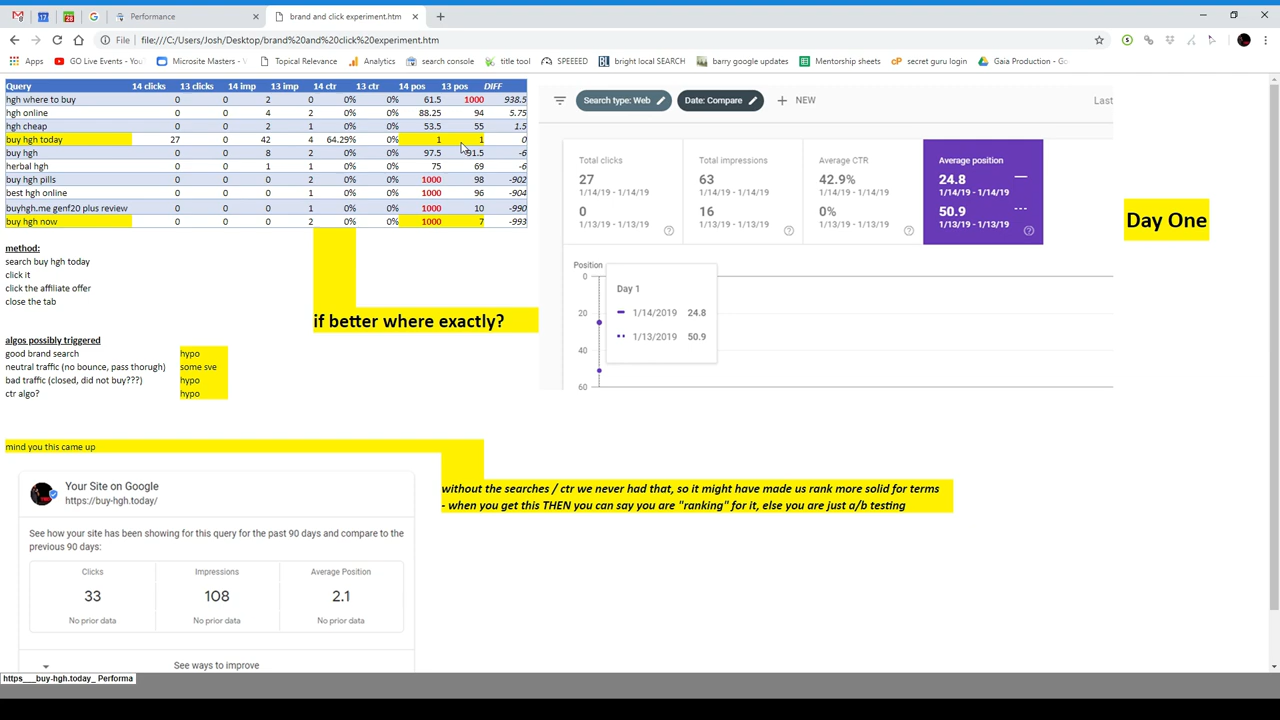 Performance
brand and click experiment.htm
File | file:///C:/Users/Josh/Desktop/brand%20and%20click%20experiment.htm
Apps
GO Live Events - You
Microsite Masters -
Topical Relevance
Analytics
search console
title tool
SPEEEED
bright local SEARCH
barry google updates
Mentorship sheets
secret guru login
Gaia Production - G
Query 14 clicks 13 clicks 14 imp 13 imp 14 ctr 13 ctr 14 pos 13 pos DIFF
hgh where to buy 0 0 2 0 0% 0% 61.5 1000 938.5
hgh online 0 0 4 2 0% 0% 88.25 94 5.75
hgh cheap 0 0 2 1 0% 0% 53.5 55 1.5
buy hgh today 27 0 42 4 64.29% 0% 1 1 0
buy hgh 0 0 8 2 0% 0% 97.5 91.5 -6
herbal hgh 0 0 1 1 0% 0% 75 69 -6
buy hgh pills 0 0 0 2 0% 0% 1000 98 -902
best hgh online 0 0 0 1 0% 0% 1000 96 -904
buyhgh.me genf20 plus review 0 0 0 1 0% 0% 1000 10 -990
buy hgh now 0 0 0 2 0% 0% 1000 7 -993
method:
search buy hgh today
click it
click the affiliate offer
close the tab
if better where exactly?
algos possibly triggered
good brand search hypo
neutral traffic (no bounce, pass thorugh) some sve
bad traffic (closed, did not buy???) hypo
ctr algo? hypo
Search type: Web
Date: Compare
NEW
Last
Total clicks
27
1/14/19 - 1/14/19
0
1/13/19 - 1/13/19
Total impressions
63
1/14/19 - 1/14/19
16
1/13/19 - 1/13/19
Average CTR
42.9%
1/14/19 - 1/14/19
0%
1/13/19 - 1/13/19
Average position
24.8
1/14/19 - 1/14/19
50.9
1/13/19 - 1/13/19
Day One
Position
0
20
40
60
Day 1
1/14/2019 24.8
1/13/2019 50.9
mind you this came up
without the searches / ctr we never had that, so it might have made us rank more solid for terms
- when you get this THEN you can say you are "ranking" for it, else you are just a/b testing
Your Site on Google
https://buy-hgh.today/
See how your site has been showing for this query for the past 90 days and compare to the
previous 90 days:
Clicks
33
No prior data
Impressions
108
No prior data
Average Position
2.1
No prior data
See ways to improve
https___buy-hgh.today_ Performa